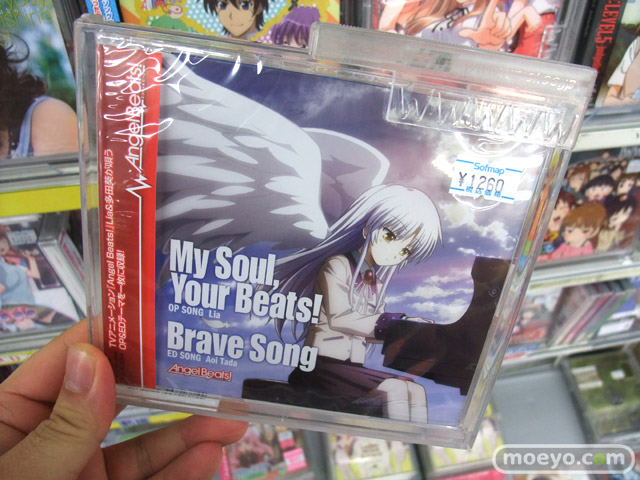 Angel Beats!
TVアニメーション「Angel Beats!」Lia&多田葵が唄う
OP&EDテーマを一枚に収録!
Sofmap
¥1260
My Soul,
Your Beats!
OP SONG Lia
Brave Song
ED SONG Aoi Tada
Angel Beats!
moeyo.com